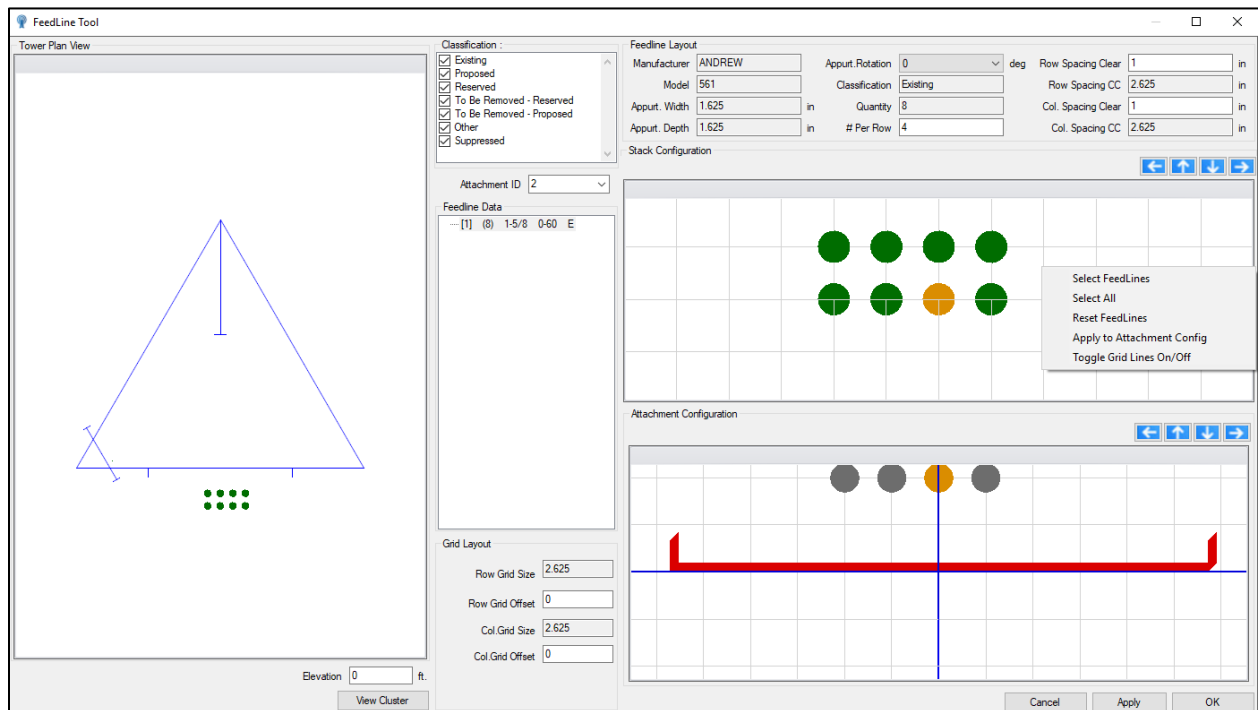 FeedLine Tool
Tower Plan View
Elevation 0 ft.
View Cluster
Classification :
Existing
Proposed
Reserved
To Be Removed - Reserved
To Be Removed - Proposed
Other
Suppressed
Attachment ID 2
Feedline Data
[1] (8) 1-5/8 0-60 E
Grid Layout
Row Grid Size 2.625
Row Grid Offset 0
Col.Grid Size 2.625
Col.Grid Offset 0
Feedline Layout
Manufacturer ANDREW Appurt.Rotation 0 deg Row Spacing Clear 1 in
Model 561 Classification Existing Row Spacing CC 2.625 in
Appurt. Width 1.625 in Quantity 8 Col. Spacing Clear 1 in
Appurt. Depth 1.625 in # Per Row 4 Col. Spacing CC 2.625 in
Stack Configuration
Select FeedLines
Select All
Reset FeedLines
Apply to Attachment Config
Toggle Grid Lines On/Off
Attachment Configuration
Cancel Apply OK